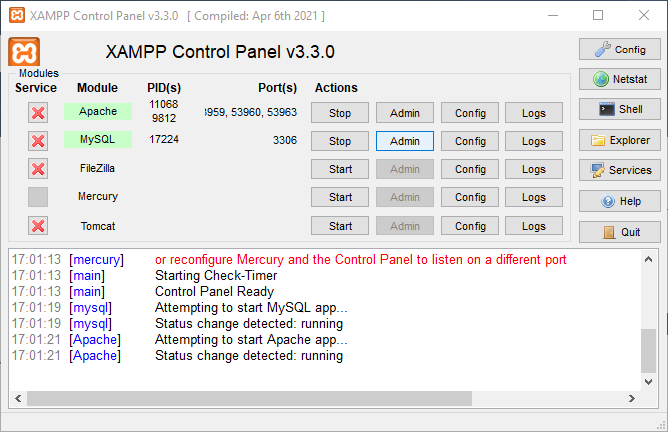 XAMPP Control Panel v3.3.0 [ Compiled: Apr 6th 2021 ]
XAMPP Control Panel v3.3.0
Config
Modules
Service Module PID(s) Port(s) Actions
Netstat
Apache 11068 9812 3959, 53960, 53963 Stop Admin Config Logs
Shell
MySQL 17224 3306 Stop Admin Config Logs
Explorer
FileZilla Start Admin Config Logs
Services
Mercury Start Admin Config Logs
Help
Tomcat Start Admin Config Logs
Quit
17:01:13 [mercury] or reconfigure Mercury and the Control Panel to listen on a different port
17:01:13 [main] Starting Check-Timer
17:01:13 [main] Control Panel Ready
17:01:19 [mysql] Attempting to start MySQL app...
17:01:19 [mysql] Status change detected: running
17:01:21 [Apache] Attempting to start Apache app...
17:01:21 [Apache] Status change detected: running